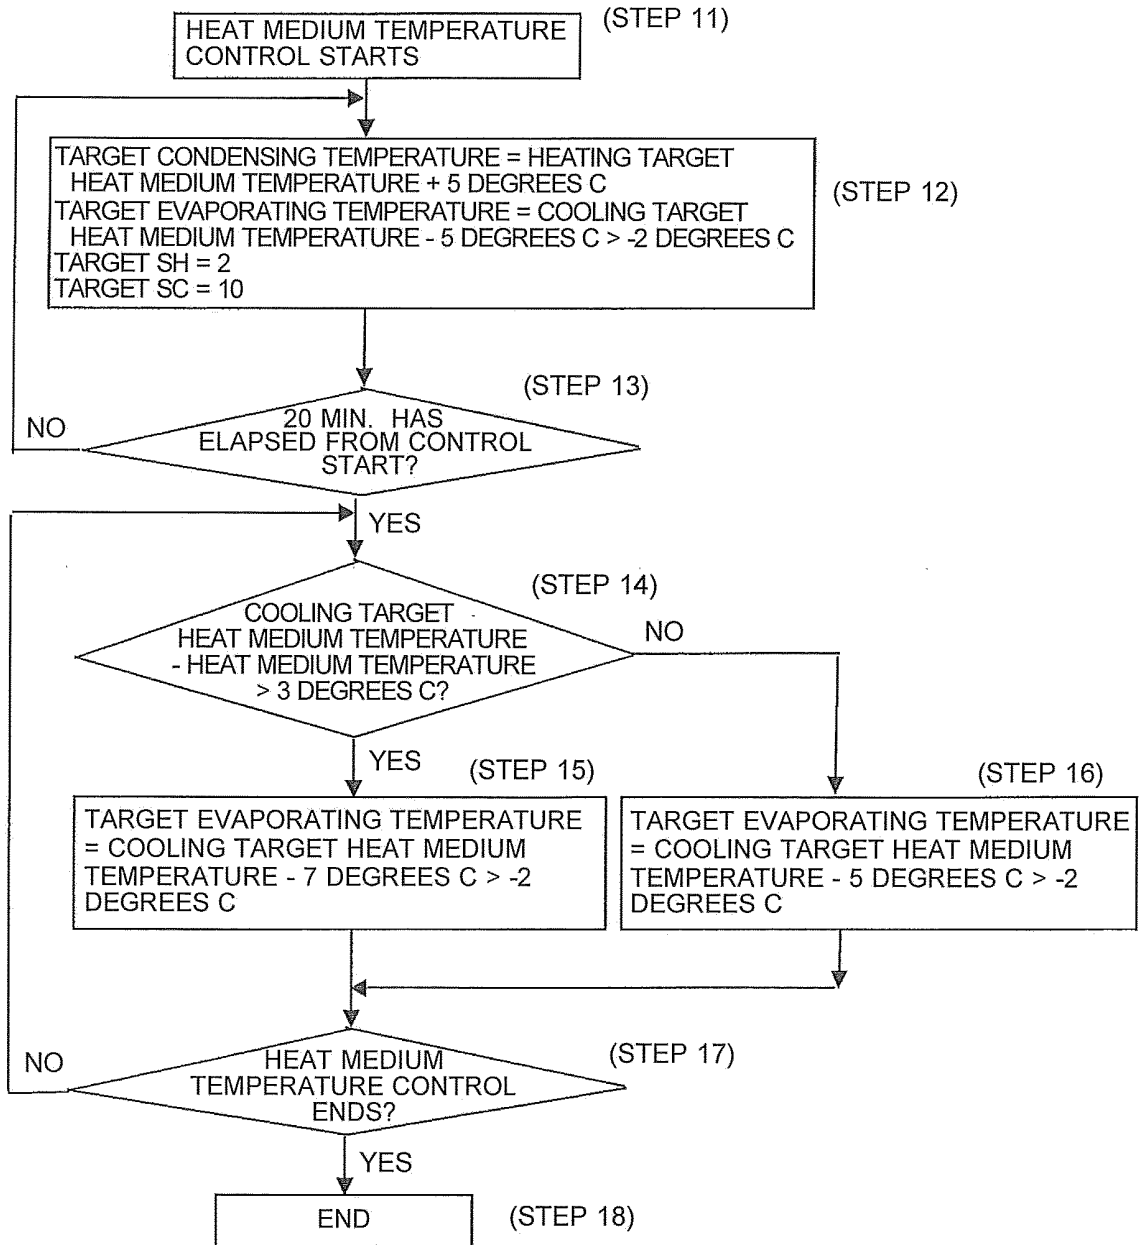 HEAT MEDIUM TEMPERATURE
CONTROL STARTS
(STEP 11)
TARGET CONDENSING TEMPERATURE = HEATING TARGET
HEAT MEDIUM TEMPERATURE + 5 DEGREES C
TARGET EVAPORATING TEMPERATURE = COOLING TARGET
HEAT MEDIUM TEMPERATURE - 5 DEGREES C > -2 DEGREES C
TARGET SH = 2
TARGET SC = 10
(STEP 12)
(STEP 13)
20 MIN. HAS
ELAPSED FROM CONTROL
START?
NO
YES
(STEP 14)
COOLING TARGET
HEAT MEDIUM TEMPERATURE
- HEAT MEDIUM TEMPERATURE
> 3 DEGREES C?
NO
YES
(STEP 15)
TARGET EVAPORATING TEMPERATURE
= COOLING TARGET HEAT MEDIUM
TEMPERATURE - 7 DEGREES C > -2
DEGREES C
(STEP 16)
TARGET EVAPORATING TEMPERATURE
= COOLING TARGET HEAT MEDIUM
TEMPERATURE - 5 DEGREES C > -2
DEGREES C
(STEP 17)
HEAT MEDIUM
TEMPERATURE CONTROL
ENDS?
NO
YES
END
(STEP 18)